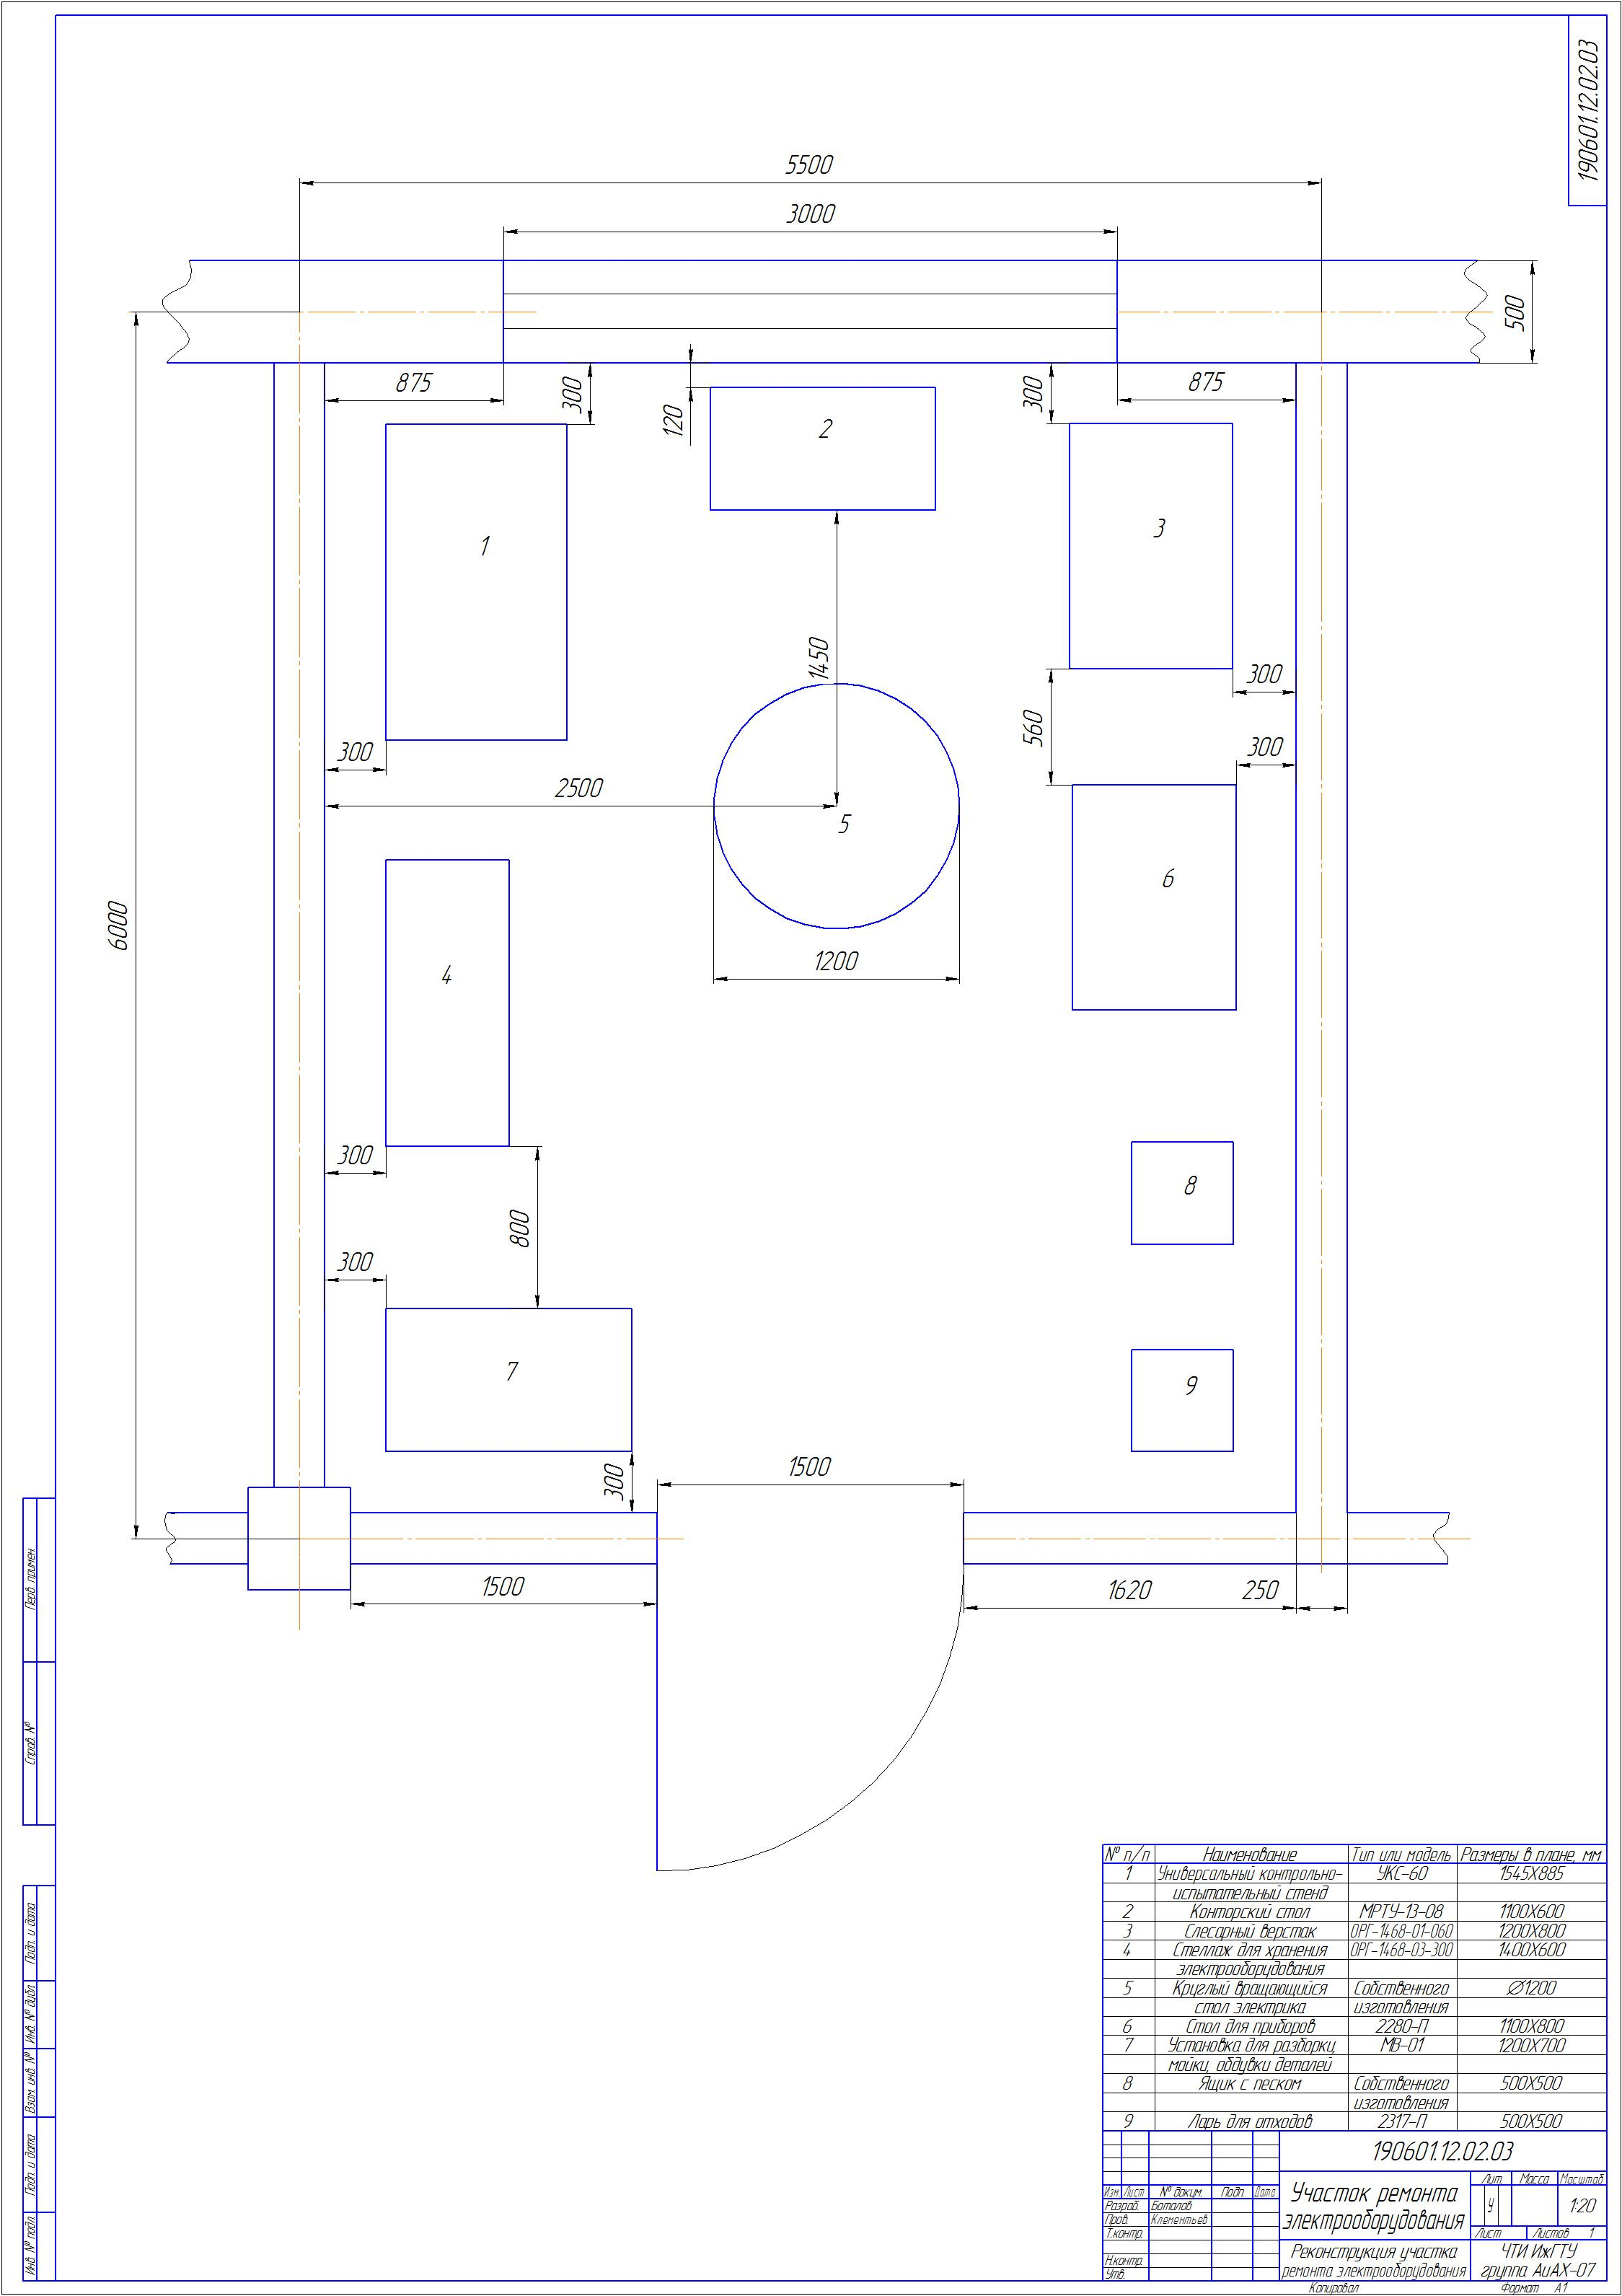 190601.12.02.03
5500
3000
500
875
300
120
300
875
2
1
3
1450
300
560
300
300
2500
5
6
6000
1200
4
300
8
800
300
7
9
300
1500
1500
1620
250
Перв. примен.
Справ. №
Подп. и дата
Инв. № дубл.
Взам. инв. №
Подп. и дата
Инв. № подл.
№ п/п Наименование Тип или модель Размеры в плане, мм
1 Универсальный контрольно- УКС-60 1545Х885
испытательный стенд
2 Конторский стол МРТУ-13-08 1100Х600
3 Слесарный верстак ОРГ-1468-01-060 1200Х800
4 Стеллаж для хранения ОРГ-1468-03-300 1400Х600
электрооборудования
5 Круглый вращающийся Собственного ⌀1200
стол электрика изготовления
6 Стол для приборов 2280-П 1100Х800
7 Установка для разборки, МВ-01 1200Х700
мойки, обдувки деталей
8 Ящик с песком Собственного 500Х500
изготовления
9 Ларь для отходов 2317-П 500Х500
190601.12.02.03
Изм. Лист № докум. Подп. Дата
Разраб. Боталов
Пров. Клементьев
Т.контр.
Н.контр.
Утв.
Участок ремонта
электрооборудования
Лит. Масса Масштаб
У 1:20
Лист Листов 1
Реконструкция участка
ремонта электрооборудования
ЧТИ ИжГТУ
группа АиАХ-07
Копировал Формат А1